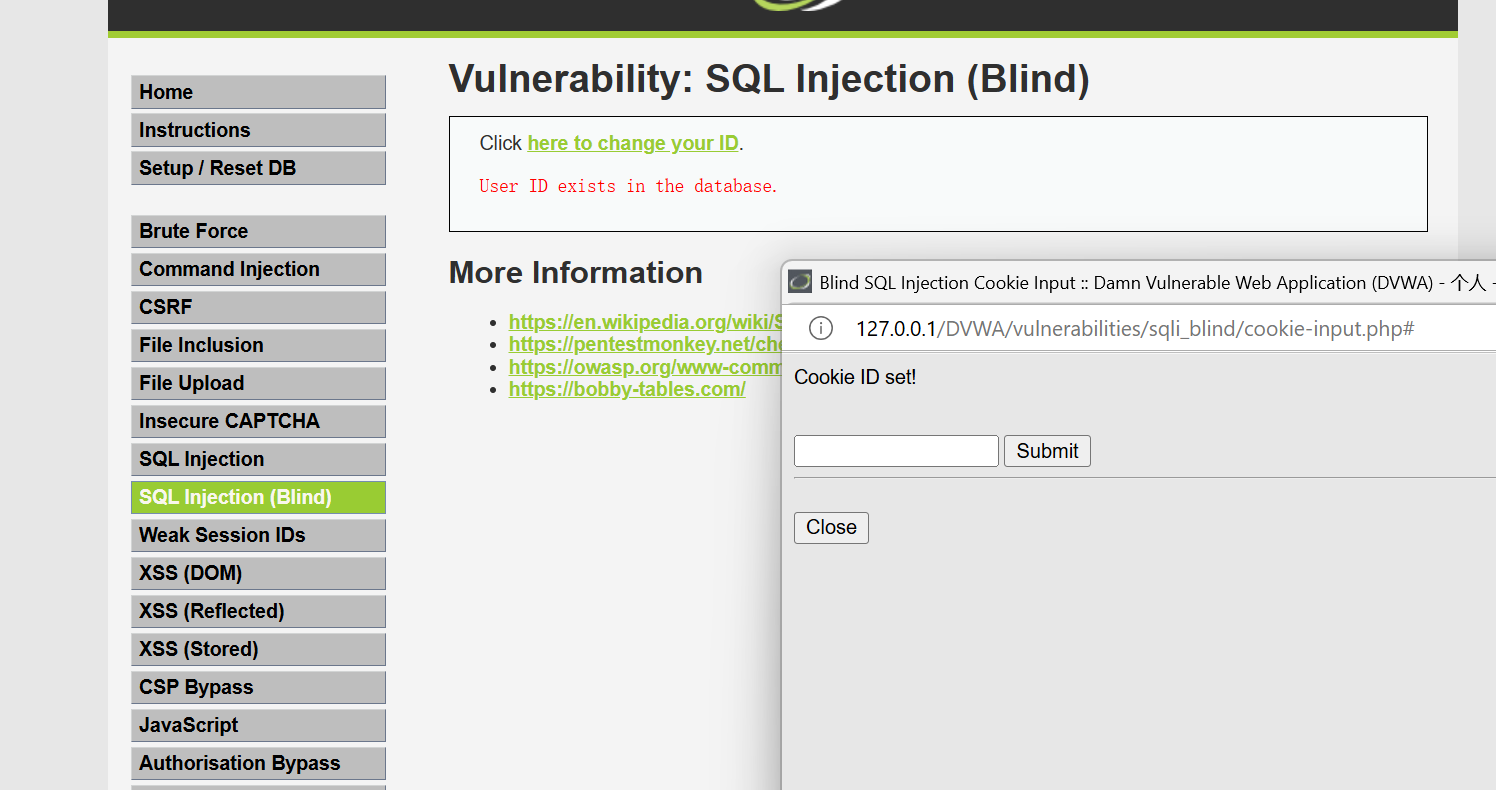 Vulnerability: SQL Injection (Blind)
Home
Instructions
Setup / Reset DB
Brute Force
Command Injection
CSRF
File Inclusion
File Upload
Insecure CAPTCHA
SQL Injection
SQL Injection (Blind)
Weak Session IDs
XSS (DOM)
XSS (Reflected)
XSS (Stored)
CSP Bypass
JavaScript
Authorisation Bypass
Click here to change your ID.
User ID exists in the database.
More Information
https://en.wikipedia.org/wiki/S
https://pentestmonkey.net/che
https://owasp.org/www-comm
https://bobby-tables.com/
Blind SQL Injection Cookie Input :: Damn Vulnerable Web Application (DVWA) - 个人 -
127.0.0.1/DVWA/vulnerabilities/sqli_blind/cookie-input.php#
Cookie ID set!
Submit
Close